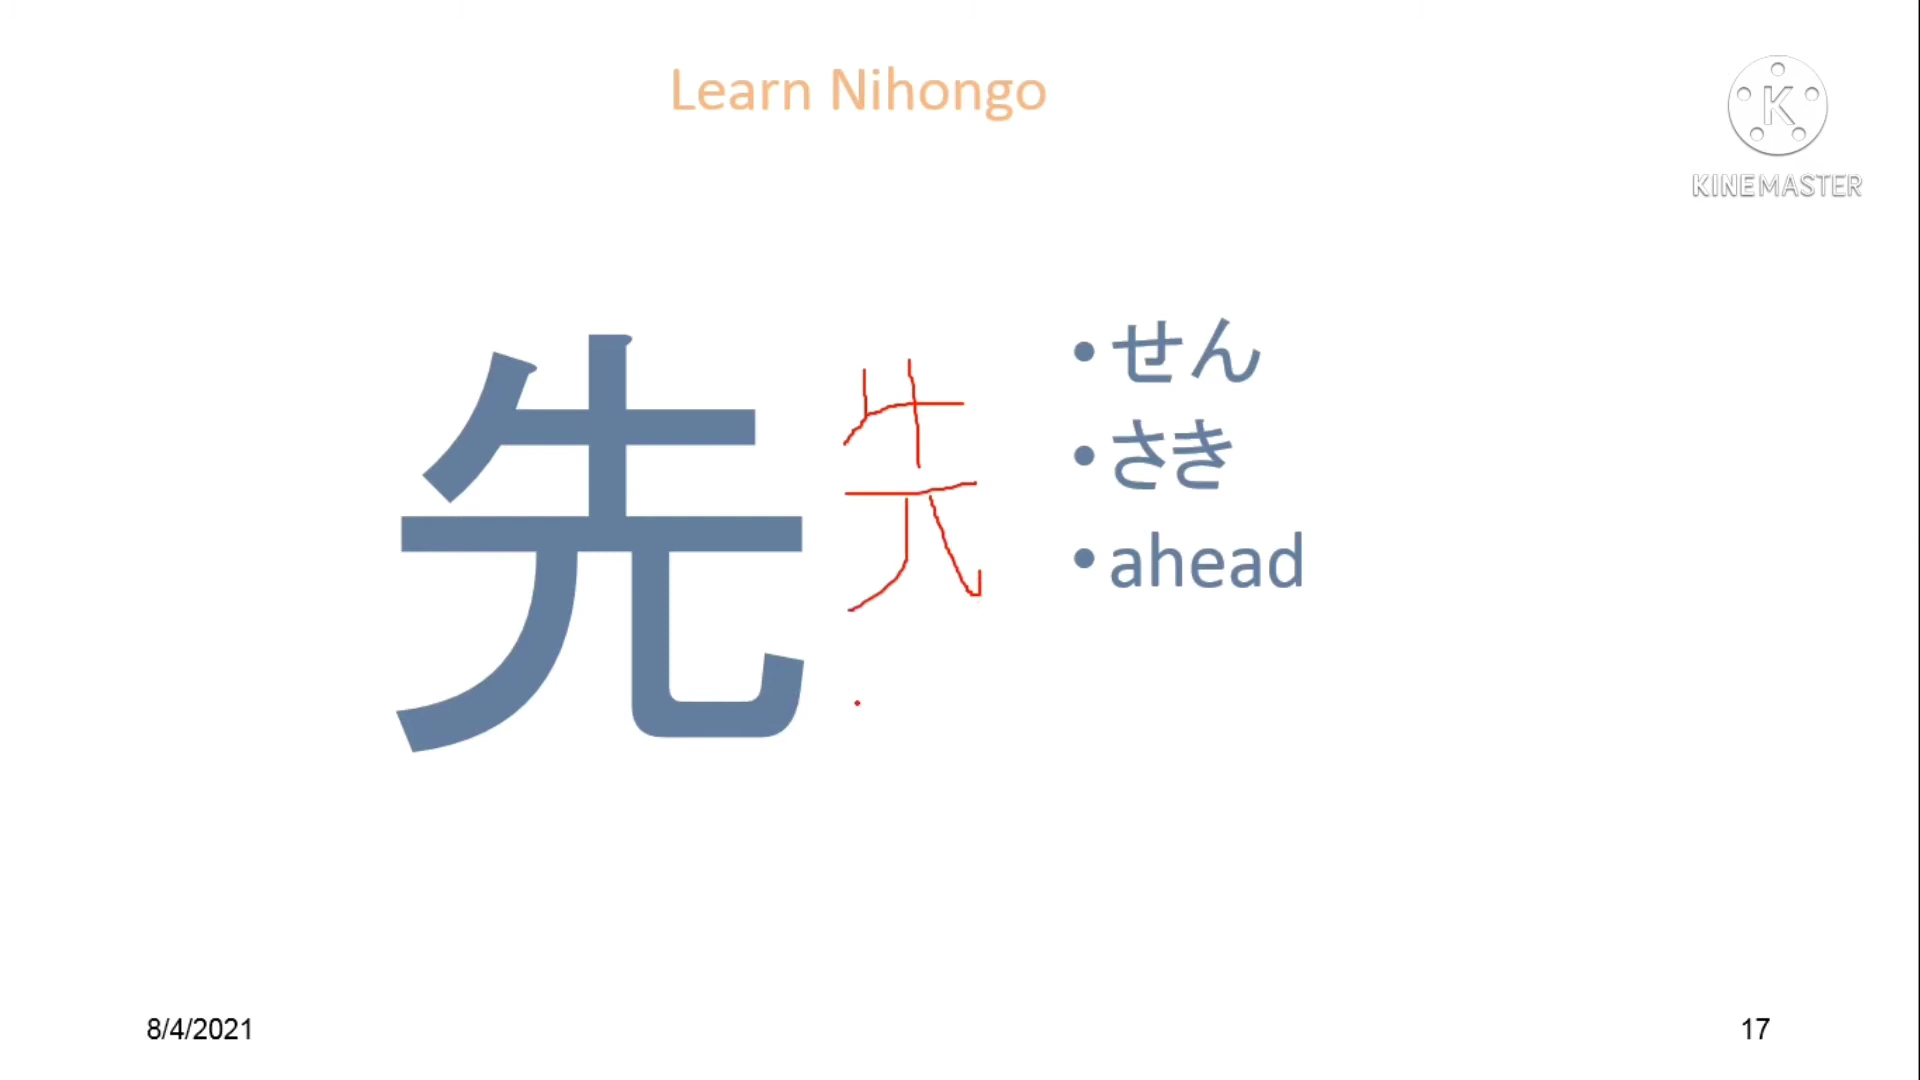 Learn Nihongo
K
KINEMASTER
先 先
• せん
• さき
• ahead
8/4/2021
17